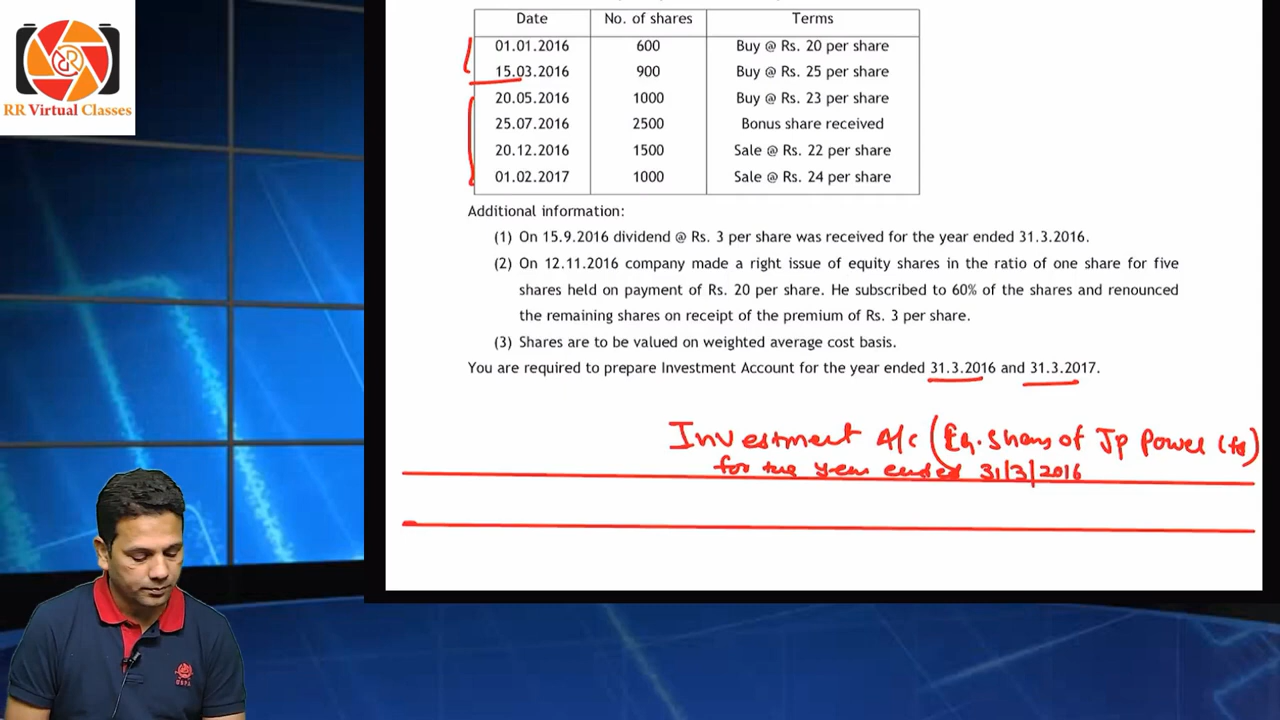 RR Virtual Classes
Date No. of shares Terms
01.01.2016 600 Buy @ Rs. 20 per share
15.03.2016 900 Buy @ Rs. 25 per share
20.05.2016 1000 Buy @ Rs. 23 per share
25.07.2016 2500 Bonus share received
20.12.2016 1500 Sale @ Rs. 22 per share
01.02.2017 1000 Sale @ Rs. 24 per share
Additional information:
(1) On 15.9.2016 dividend @ Rs. 3 per share was received for the year ended 31.3.2016.
(2) On 12.11.2016 company made a right issue of equity shares in the ratio of one share for five
shares held on payment of Rs. 20 per share. He subscribed to 60% of the shares and renounced
the remaining shares on receipt of the premium of Rs. 3 per share.
(3) Shares are to be valued on weighted average cost basis.
You are required to prepare Investment Account for the year ended 31.3.2016 and 31.3.2017.
Investment A/c (Eq. Shares of Jp Power Ltd)
for the year ended 31/3/2016